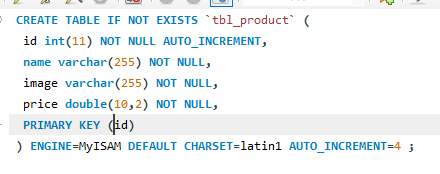 CREATE TABLE IF NOT EXISTS `tbl_product` (
id int(11) NOT NULL AUTO_INCREMENT,
name varchar(255) NOT NULL,
image varchar(255) NOT NULL,
price double(10,2) NOT NULL,
PRIMARY KEY (id)
) ENGINE=MyISAM DEFAULT CHARSET=latin1 AUTO_INCREMENT=4 ;